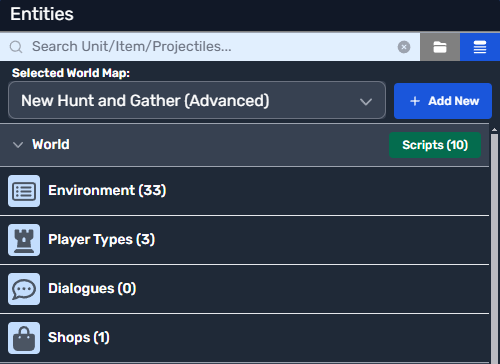 Entities
Search Unit/Item/Projectiles...
Selected World Map:
New Hunt and Gather (Advanced)
+ Add New
World
Scripts (10)
Environment (33)
Player Types (3)
Dialogues (0)
Shops (1)